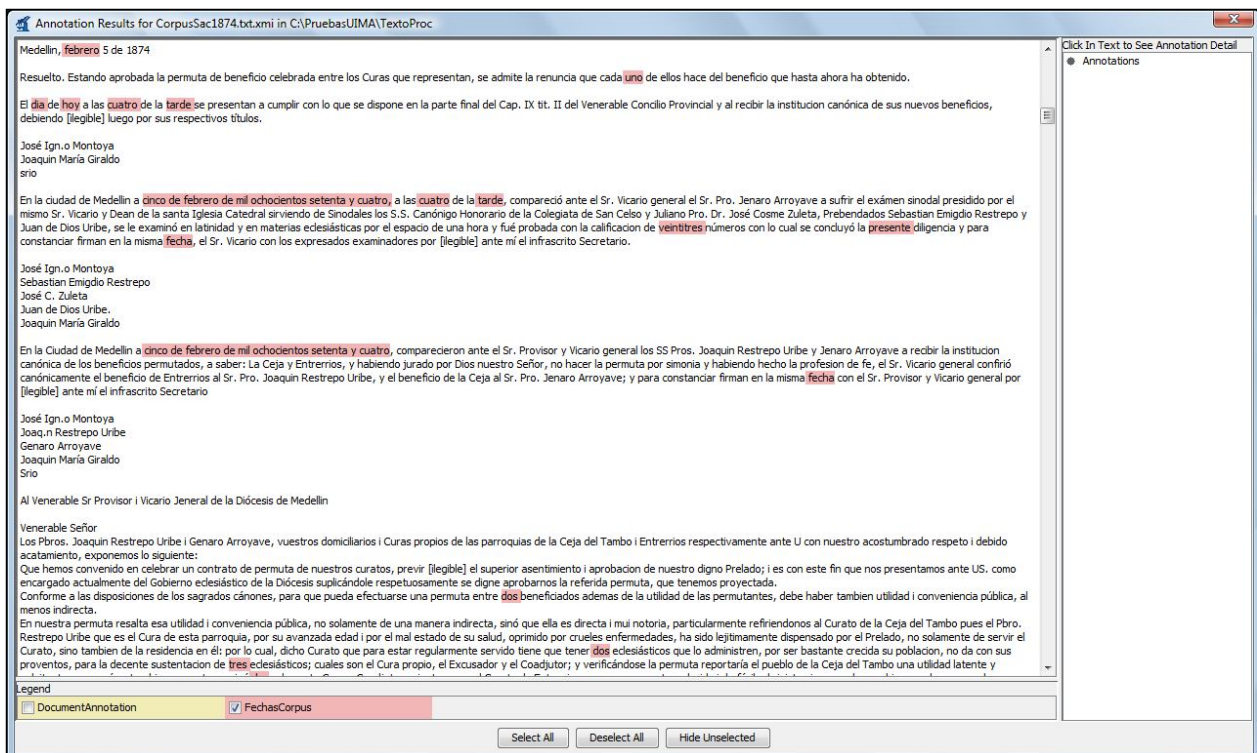 Annotation Results for CorpusSac1874.txt.xmi in C:\PruebasUIMA\TextoProc
Medellin, febrero 5 de 1874
Resuelto. Estando aprobada la permuta de beneficio celebrada entre los Curas que representan, se admite la renuncia que cada uno de ellos hace del beneficio que hasta ahora ha obtenido.
El dia de hoy a las cuatro de la tarde se presentan a cumplir con lo que se dispone en la parte final del Cap. IX tit. II del Venerable Concilio Provincial y al recibir la institucion canónica de sus nuevos beneficios,
debiendo [ilegible] luego por sus respectivos títulos.
José Ign.o Montoya
Joaquin María Giraldo
srio
En la ciudad de Medellin a cinco de febrero de mil ochocientos setenta y cuatro, a las cuatro de la tarde, compareció ante el Sr. Vicario general el Sr. Pro. Jenaro Arroyave a sufrir el exámen sinodal presidido por el
mismo Sr. Vicario y Dean de la santa Iglesia Catedral sirviendo de Sinodales los S.S. Canónigo Honorario de la Colegiata de San Celso y Juliano Pro. Dr. José Cosme Zuleta, Prebendados Sebastian Emigdio Restrepo y
Juan de Dios Uribe, se le examinó en latinidad y en materias eclesiásticas por el espacio de una hora y fué probada con la calificacion de veintitres números con lo cual se concluyó la presente diligencia y para
constanciar firman en la misma fecha, el Sr. Vicario con los expresados examinadores por [ilegible] ante mí el infrascrito Secretario.
José Ign.o Montoya
Sebastian Emigdio Restrepo
José C. Zuleta
Juan de Dios Uribe.
Joaquin María Giraldo
En la Ciudad de Medellin a cinco de febrero de mil ochocientos setenta y cuatro, comparecieron ante el Sr. Provisor y Vicario general los SS Pros. Joaquin Restrepo Uribe y Jenaro Arroyave a recibir la institucion
canónica de los beneficios permutados, a saber: La Ceja y Entrerrios, y habiendo jurado por Dios nuestro Señor, no hacer la permuta por simonia y habiendo hecho la profesion de fe, el Sr. Vicario general confirió
canónicamente el beneficio de Entrerrios al Sr. Pro. Joaquin Restrepo Uribe, y el beneficio de la Ceja al Sr. Pro. Jenaro Arroyave; y para constanciar firman en la misma fecha con el Sr. Provisor y Vicario general por
[ilegible] ante mí el infrascrito Secretario
José Ign.o Montoya
Joaq.n Restrepo Uribe
Genaro Arroyave
Joaquin María Giraldo
Srio
Al Venerable Sr Provisor i Vicario Jeneral de la Diócesis de Medellin
Venerable Señor
Los Pbros. Joaquin Restrepo Uribe i Genaro Arroyave, vuestros domiciliarios i Curas propios de las parroquias de la Ceja del Tambo i Entrerrios respectivamente ante U con nuestro acostumbrado respeto i debido
acatamiento, exponemos lo siguiente:
Que hemos convenido en celebrar un contrato de permuta de nuestros curatos, previr [ilegible] el superior asentimiento i aprobacion de nuestro digno Prelado; i es con este fin que nos presentamos ante US. como
encargado actualmente del Gobierno eclesiástico de la Diócesis suplicándole respetuosamente se digne aprobarnos la referida permuta, que tenemos proyectada.
Conforme a las disposiciones de los sagrados cánones, para que pueda efectuarse una permuta entre dos beneficiados ademas de la utilidad de las permutantes, debe haber tambien utilidad i conveniencia pública, al
menos indirecta.
En nuestra permuta resalta esa utilidad i conveniencia pública, no solamente de una manera indirecta, sinó que ella es directa i mui notoria, particularmente refiriendonos al Curato de la Ceja del Tambo pues el Pbro.
Restrepo Uribe que es el Cura de esta parroquia, por su avanzada edad i por el mal estado de su salud, oprimido por crueles enfermedades, ha sido lejitimamente dispensado por el Prelado, no solamente de servir el
Curato, sino tambien de la residencia en él: por lo cual, dicho Curato que para estar regularmente servido tiene que tener dos eclesiásticos que lo administren, por ser bastante crecida su poblacion, no da con sus
proventos, para la decente sustentacion de tres eclesiásticos; cuales son el Cura propio, el Excusador y el Coadjutor; y verificándose la permuta reportaría el pueblo de la Ceja del Tambo una utilidad latente y
Legend
DocumentAnnotation
FechasCorpus
Select All
Deselect All
Hide Unselected
Click In Text to See Annotation Detail
Annotations